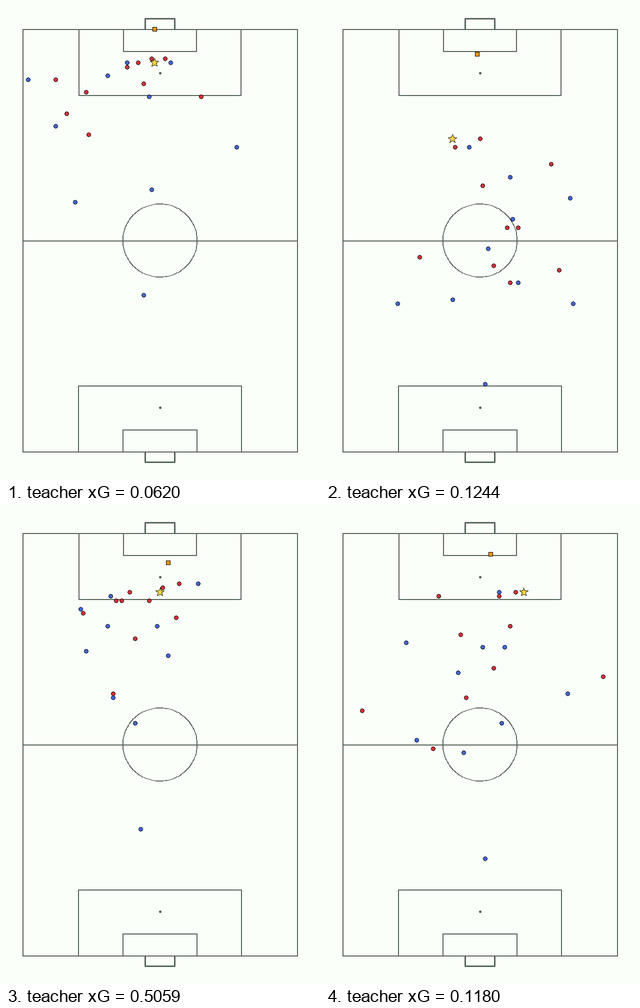 1. teacher xG = 0.0620
2. teacher xG = 0.1244
3. teacher xG = 0.5059
4. teacher xG = 0.1180